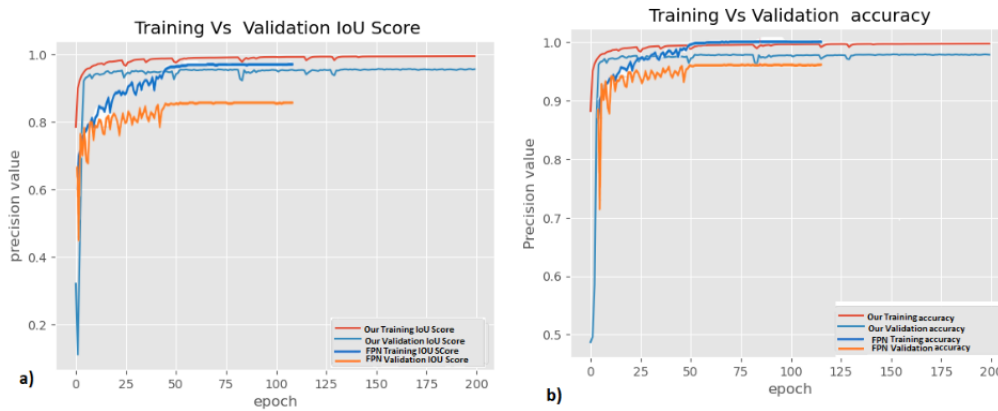 Training Vs Validation IoU Score
precision value
1.0
0.8
0.6
0.4
0.2
0 25 50 75 100 125 150 175 200
epoch
Our Training IoU Score
Our Validation IoU Score
FPN Training IOU SCore
FPN Validation IOU Score
a)
Training Vs Validation accuracy
Precision value
1.0
0.9
0.8
0.7
0.6
0.5
0 25 50 75 100 125 150 175 200
epoch
Our Training accuracy
Our Validation accuracy
FPN Training accuracy
FPN Validation accuracy
b)